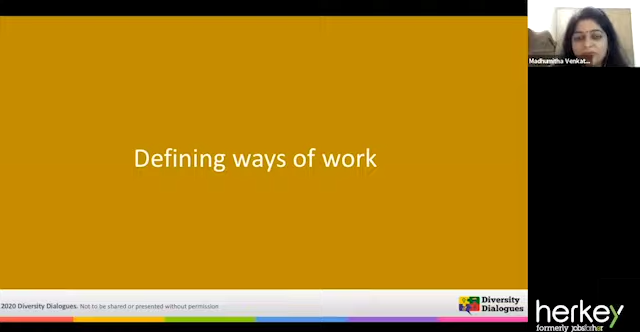 Madhumitha Venkat...
Defining ways of work
2020 Diversity Dialogues. Not to be shared or presented without permission
Diversity
Dialogues
herkey
formerly jobsforher